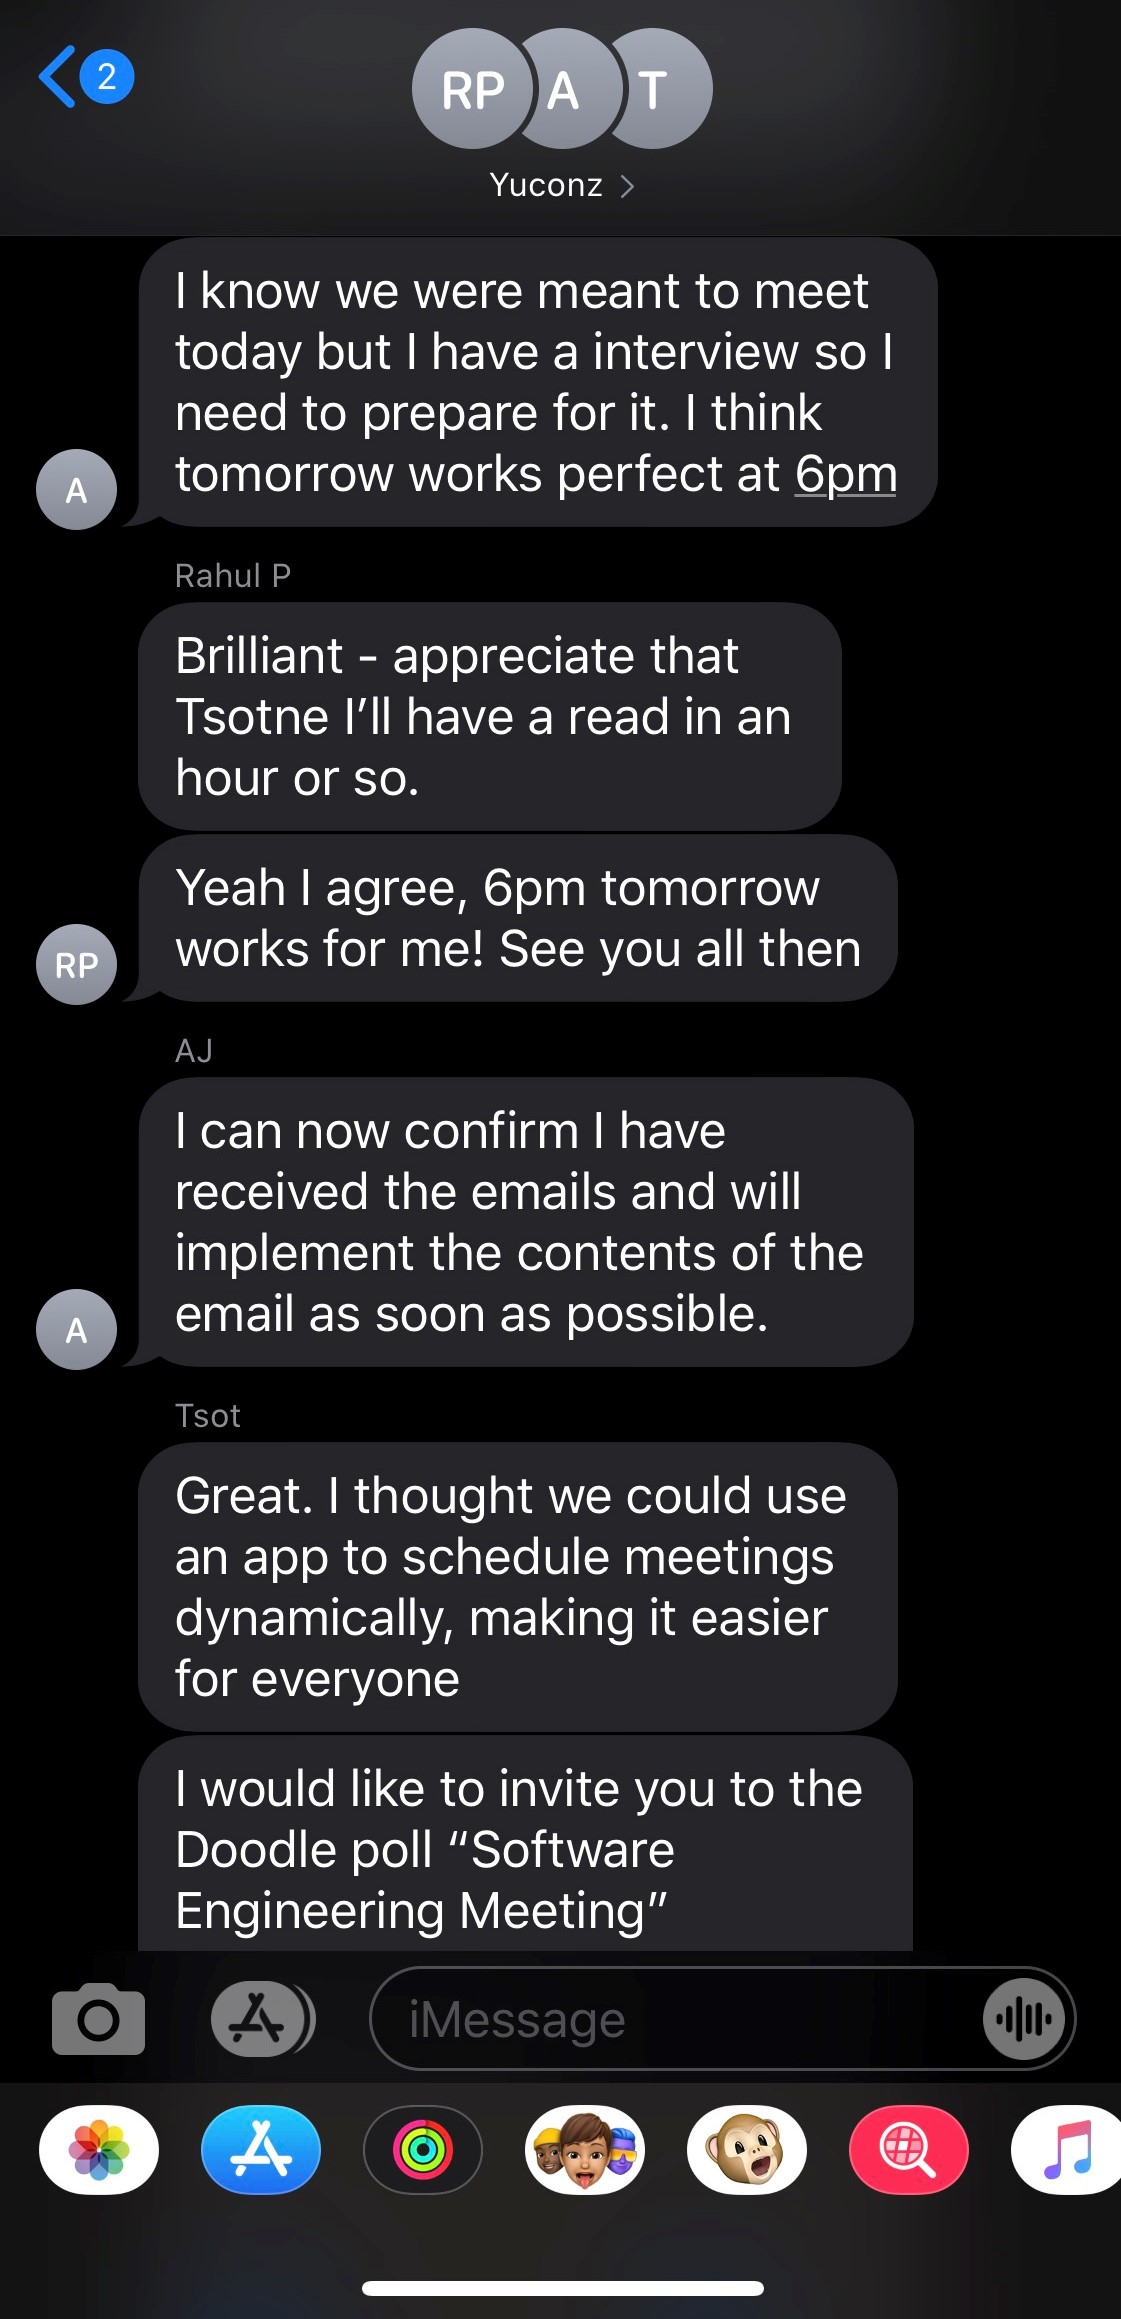 2
RP A T
Yuconz
I know we were meant to meet
today but I have a interview so I
need to prepare for it. I think
tomorrow works perfect at 6pm
A
Rahul P
Brilliant - appreciate that
Tsotne I’ll have a read in an
hour or so.
Yeah I agree, 6pm tomorrow
works for me! See you all then
RP
AJ
I can now confirm I have
received the emails and will
implement the contents of the
email as soon as possible.
A
Tsot
Great. I thought we could use
an app to schedule meetings
dynamically, making it easier
for everyone
I would like to invite you to the
Doodle poll “Software
Engineering Meeting”
iMessage